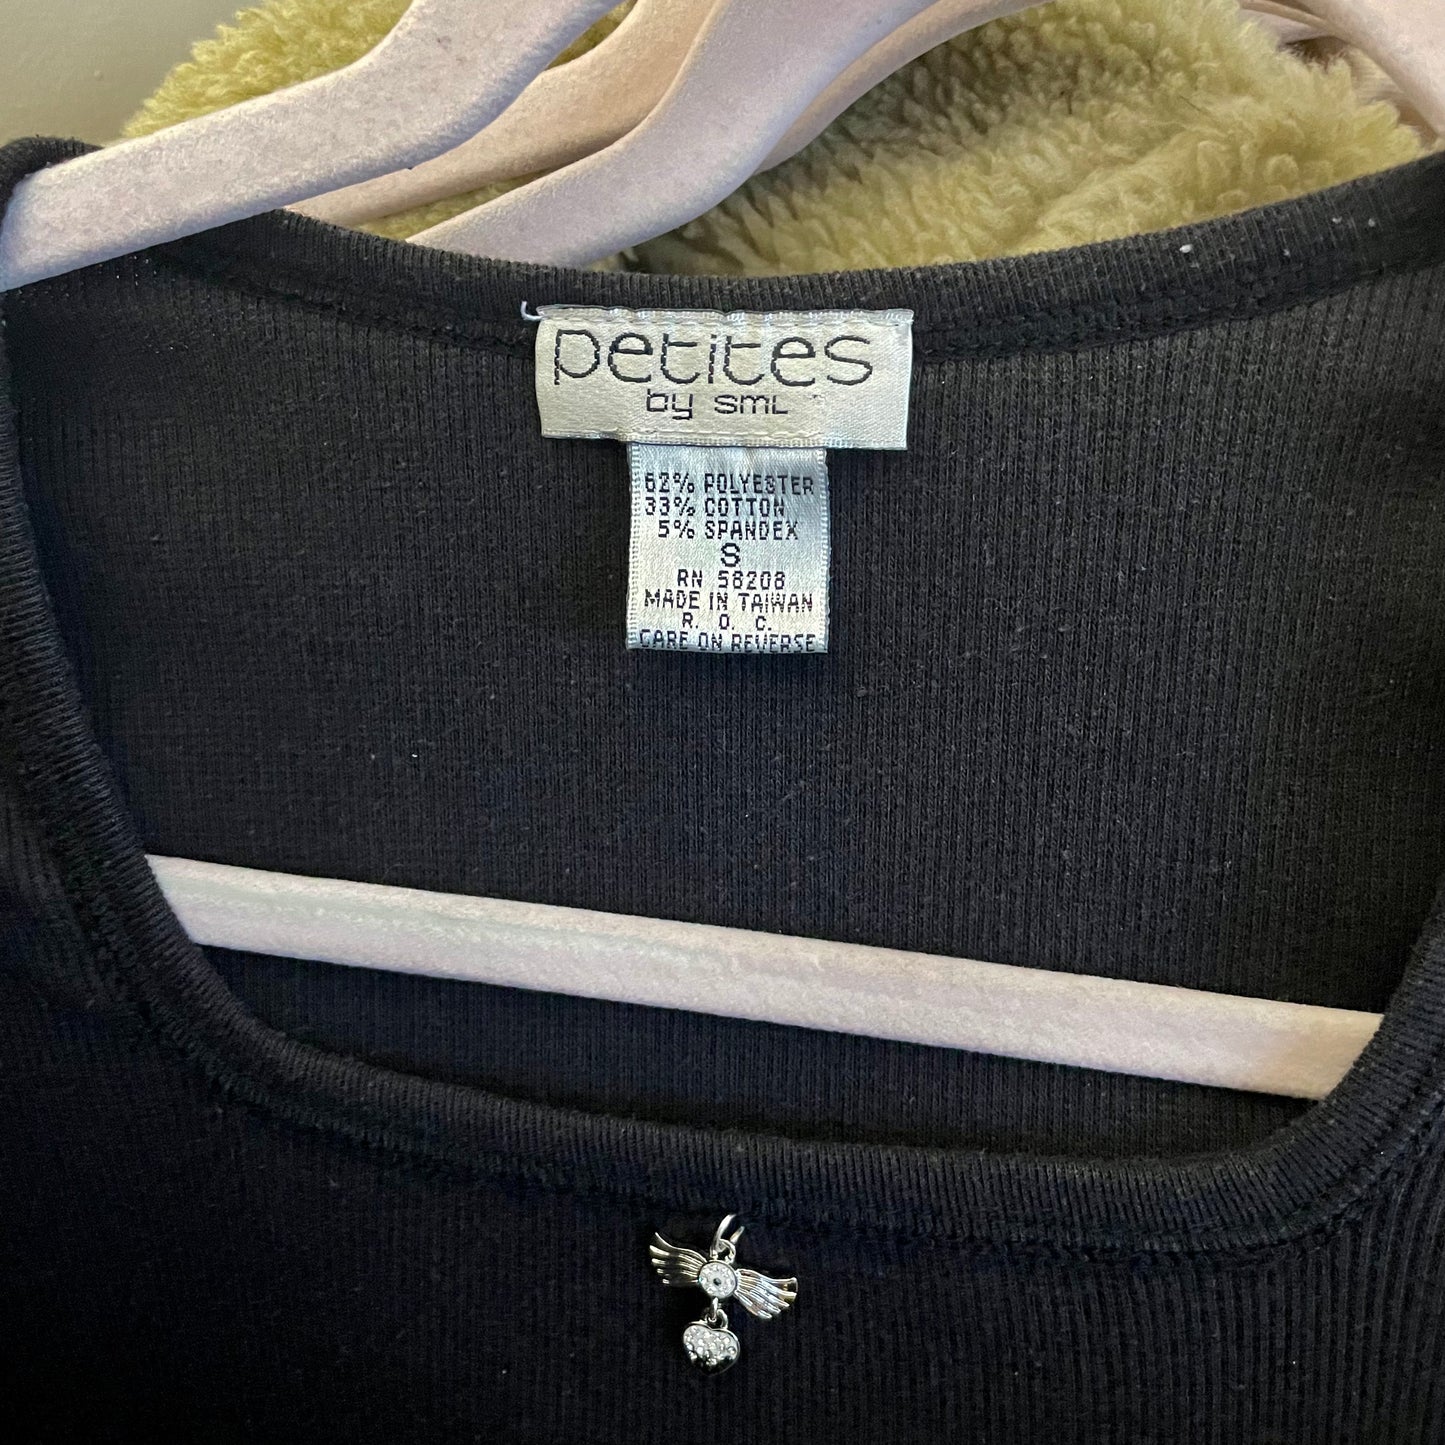 petites
by sml
62% POLYESTER
33% COTTON
5% SPANDEX
S
RN 58208
MADE IN TAIWAN
R. O. C.
CARE ON REVERSE